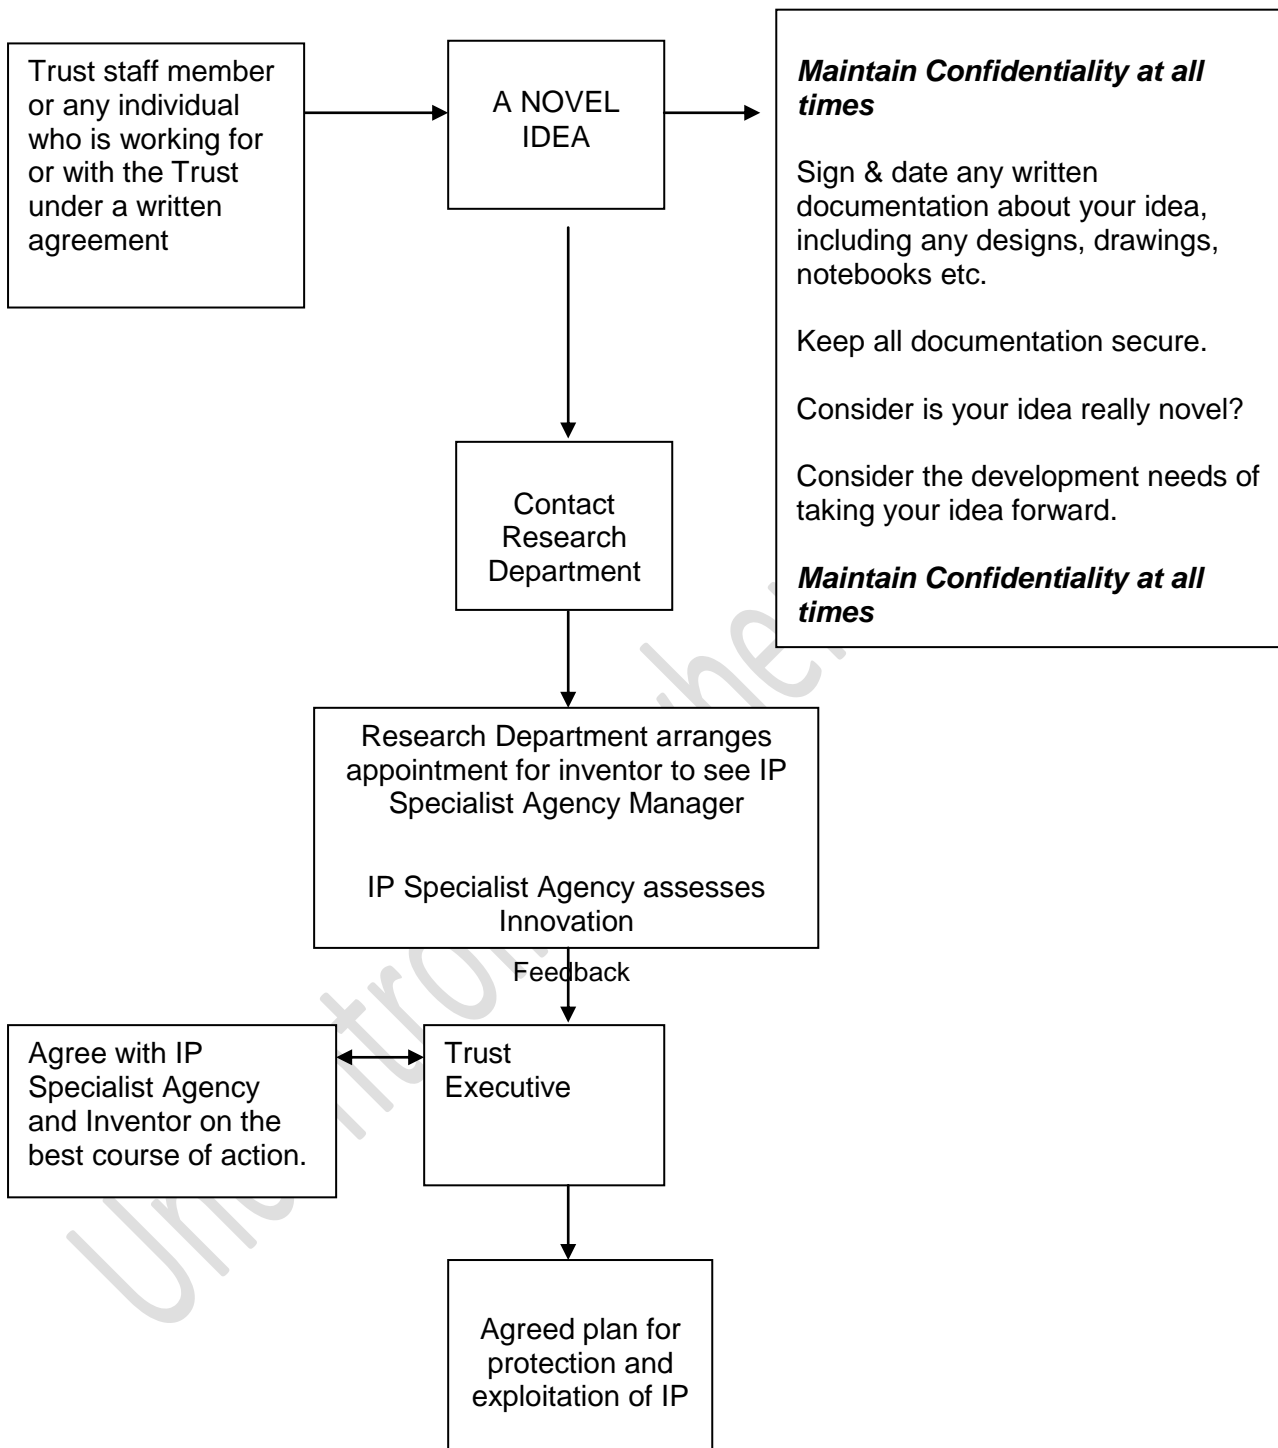 Trust staff member
or any individual
who is working for
or with the Trust
under a written
agreement
A NOVEL
IDEA
Maintain Confidentiality at all
times
Sign & date any written
documentation about your idea,
including any designs, drawings,
notebooks etc.
Keep all documentation secure.
Consider is your idea really novel?
Consider the development needs of
taking your idea forward.
Maintain Confidentiality at all
times
Contact
Research
Department
Research Department arranges
appointment for inventor to see IP
Specialist Agency Manager
IP Specialist Agency assesses
Innovation
Feedback
Agree with IP
Specialist Agency
and Inventor on the
best course of action.
Trust
Executive
Agreed plan for
protection and
exploitation of IP